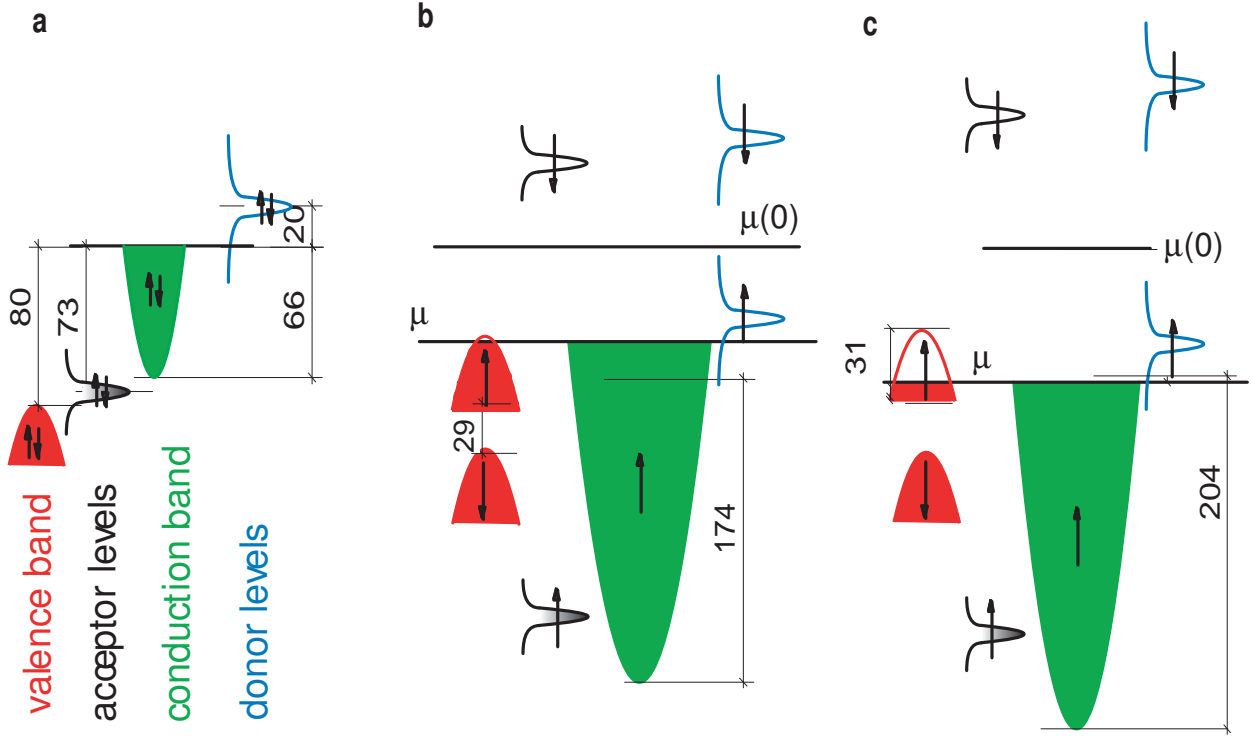 a
80
73
20
66
valence band
acceptor levels
conduction band
donor levels
b
μ(0)
μ
29
174
c
μ(0)
31
μ
204